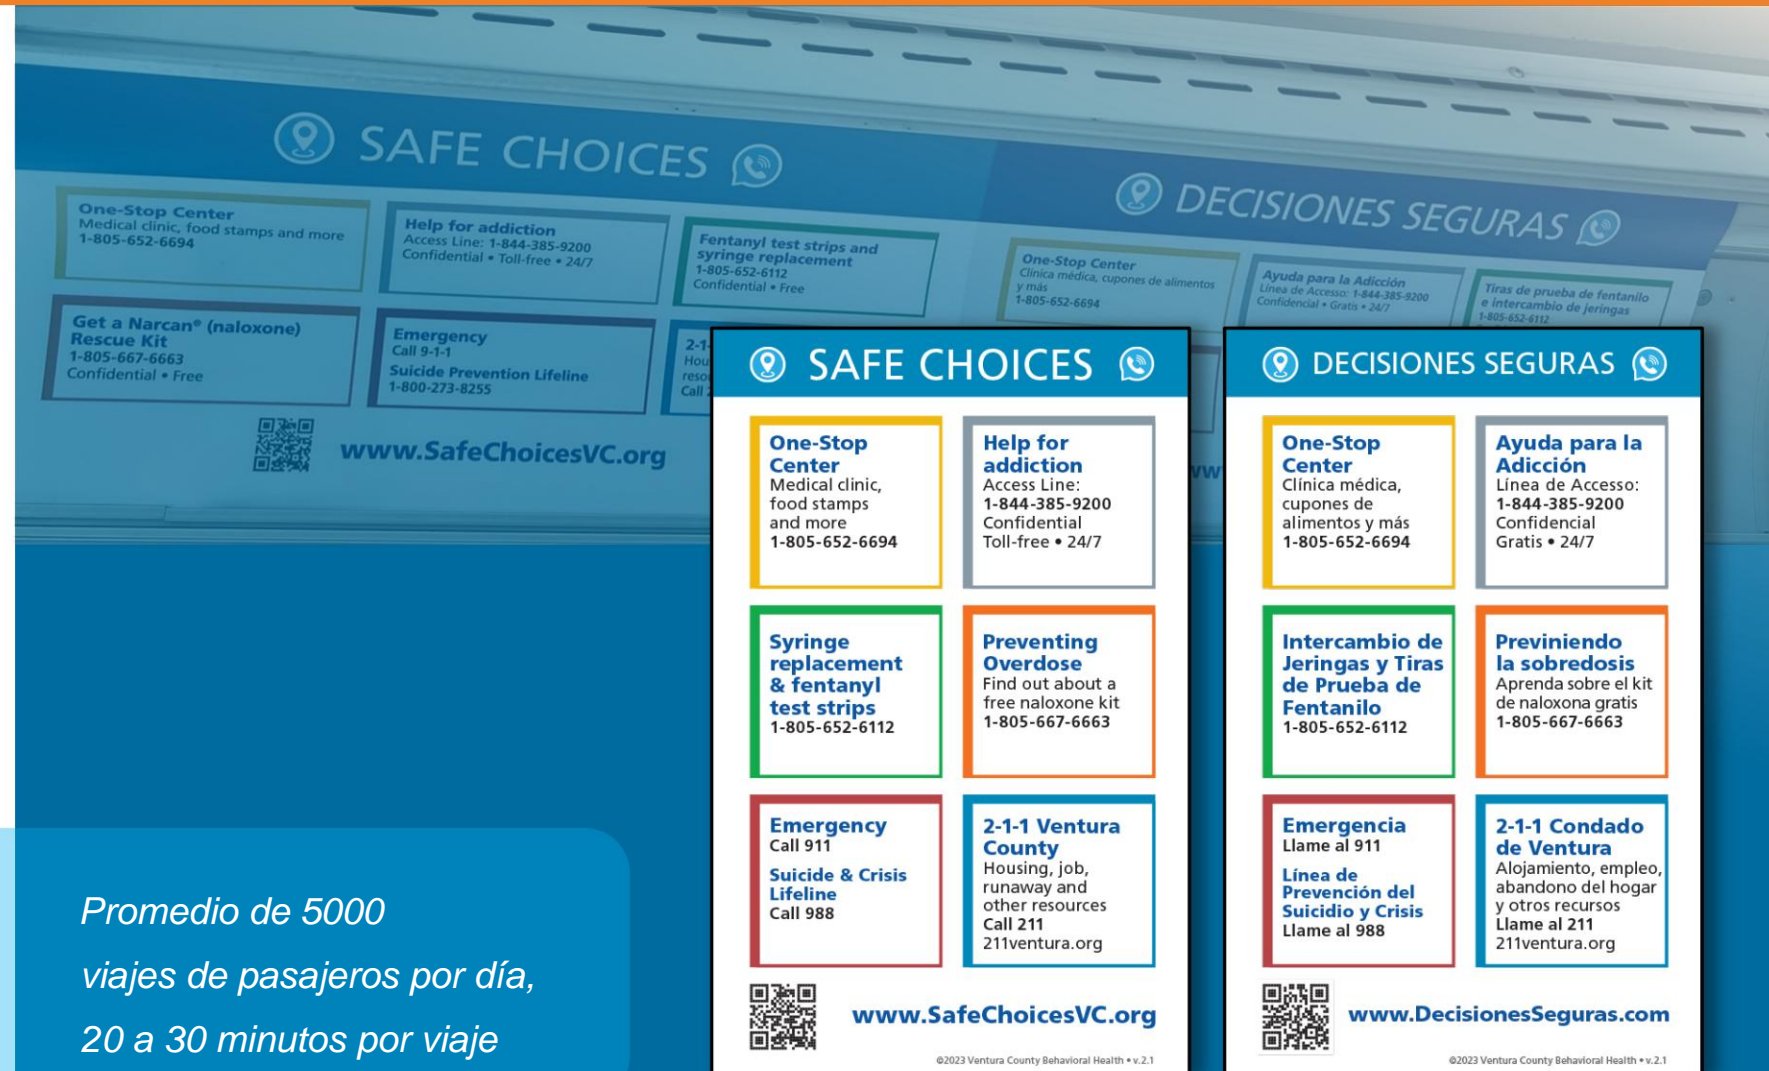 SAFE CHOICES
One-Stop Center
Medical clinic, food stamps and more
1-805-652-6694
Help for addiction
Access Line: 1-844-385-9200
Confidential • Toll-free • 24/7
Fentanyl test strips and
syringe replacement
1-805-652-6112
Confidential • Free
Get a Narcan® (naloxone)
Rescue Kit
1-805-667-6663
Confidential • Free
Emergency
Call 9-1-1
Suicide Prevention Lifeline
1-800-273-8255
2-1-
Call
www.SafeChoicesVC.org
DECISIONES SEGURAS
One-Stop Center
Clínica médica, cupones de alimentos
y más
1-805-652-6694
Ayuda para la Adicción
Línea de Accesso: 1-844-385-9200
Confidencial • Gratis • 24/7
Tiras de prueba de fentanilo
e intercambio de jeringas
1-805-652-6112
SAFE CHOICES
One-Stop
Center
Medical clinic,
food stamps
and more
1-805-652-6694
Help for
addiction
Access Line:
1-844-385-9200
Confidential
Toll-free • 24/7
Syringe
replacement
& fentanyl
test strips
1-805-652-6112
Preventing
Overdose
Find out about a
free naloxone kit
1-805-667-6663
Emergency
Call 911
Suicide & Crisis
Lifeline
Call 988
2-1-1 Ventura
County
Housing, job,
runaway and
other resources
Call 211
211ventura.org
www.SafeChoicesVC.org
©2023 Ventura County Behavioral Health • v.2.1
DECISIONES SEGURAS
One-Stop
Center
Clínica médica,
cupones de
alimentos y más
1-805-652-6694
Ayuda para la
Adicción
Línea de Accesso:
1-844-385-9200
Confidencial
Gratis • 24/7
Intercambio de
Jeringas y Tiras
de Prueba de
Fentanilo
1-805-652-6112
Previniendo
la sobredosis
Aprenda sobre el kit
de naloxona gratis
1-805-667-6663
Emergencia
Llame al 911
Línea de
Prevención del
Suicidio y Crisis
Llame al 988
2-1-1 Condado
de Ventura
Alojamiento, empleo,
abandono del hogar
y otros recursos
Llame al 211
211ventura.org
www.DecisionesSeguras.com
©2023 Ventura County Behavioral Health • v.2.1
Promedio de 5000
viajes de pasajeros por día,
20 a 30 minutos por viaje